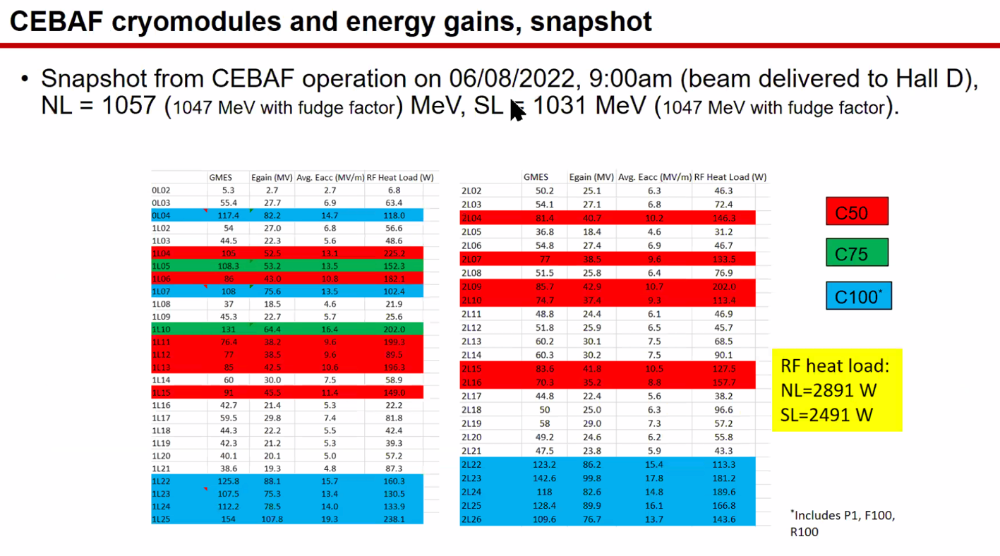 CEBAF cryomodules and energy gains, snapshot
• Snapshot from CEBAF operation on 06/08/2022, 9:00am (beam delivered to Hall D),
NL = 1057 (1047 MeV with fudge factor) MeV, SL = 1031 MeV (1047 MeV with fudge factor).
GMES Egain (MV) Avg. Eacc (MV/m) RF Heat Load (W)
0L02 5.3 2.7 2.7 6.8
0L03 55.4 27.7 6.9 63.4
0L04 117.4 82.2 14.7 118.0
1L02 54 27.0 6.8 56.6
1L03 44.5 22.3 5.6 48.6
1L04 105 52.5 13.1 225.2
1L05 108.3 53.2 13.5 152.3
1L06 86 43.0 10.8 182.1
1L07 108 75.6 13.5 102.4
1L08 37 18.5 4.6 21.9
1L09 45.3 22.7 5.7 25.6
1L10 131 64.4 16.4 202.0
1L11 76.4 38.2 9.6 199.3
1L12 77 38.5 9.6 89.5
1L13 85 42.5 10.6 196.3
1L14 60 30.0 7.5 58.9
1L15 91 45.5 11.4 149.0
1L16 42.7 21.4 5.3 22.2
1L17 59.5 29.8 7.4 81.8
1L18 44.3 22.2 5.5 42.4
1L19 42.3 21.2 5.3 39.3
1L20 40.1 20.1 5.0 57.2
1L21 38.6 19.3 4.8 87.3
1L22 125.8 88.1 15.7 160.3
1L23 107.5 75.3 13.4 130.5
1L24 112.2 78.5 14.0 133.9
1L25 154 107.8 19.3 238.1
GMES Egain (MV) Avg. Eacc (MV/m) RF Heat Load (W)
2L02 50.2 25.1 6.3 46.3
2L03 54.1 27.1 6.8 72.4
2L04 81.4 40.7 10.2 146.3
2L05 36.8 18.4 4.6 31.2
2L06 54.8 27.4 6.9 46.7
2L07 77 38.5 9.6 133.5
2L08 51.5 25.8 6.4 76.9
2L09 85.7 42.9 10.7 202.0
2L10 74.7 37.4 9.3 113.4
2L11 48.8 24.4 6.1 46.9
2L12 51.8 25.9 6.5 45.7
2L13 60.2 30.1 7.5 68.5
2L14 60.3 30.2 7.5 90.1
2L15 83.6 41.8 10.5 127.5
2L16 70.3 35.2 8.8 157.7
2L17 44.8 22.4 5.6 38.2
2L18 50 25.0 6.3 96.6
2L19 58 29.0 7.3 57.2
2L20 49.2 24.6 6.2 55.8
2L21 47.5 23.8 5.9 43.3
2L22 123.2 86.2 15.4 113.3
2L23 142.6 99.8 17.8 181.2
2L24 118 82.6 14.8 189.6
2L25 128.4 89.9 16.1 166.8
2L26 109.6 76.7 13.7 143.6
C50
C75
C100*
RF heat load:
NL=2891 W
SL=2491 W
*Includes P1, F100,
R100